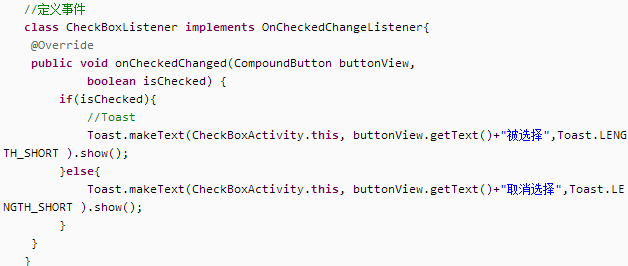 //定义事件
class CheckBoxListener implements OnCheckedChangeListener{
@Override
public void onCheckedChanged(CompoundButton buttonView,
boolean isChecked) {
if(isChecked){
//Toast
Toast.makeText(CheckBoxActivity.this, buttonView.getText()+"被选择",Toast.LENG
TH_SHORT ).show();
}else{
Toast.makeText(CheckBoxActivity.this, buttonView.getText()+"取消选择",Toast.LE
NGTH_SHORT ).show();
}
}
}